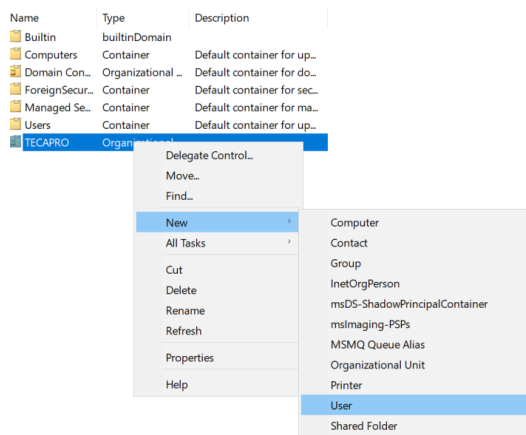 Name Type Description
Builtin builtinDomain
Computers Container Default container for up...
Domain Con... Organizational ... Default container for do...
ForeignSecur... Container Default container for sec...
Managed Se... Container Default container for ma...
Users Container Default container for up...
TECAPRO Organizational
Delegate Control...
Move...
Find...
New
All Tasks
Cut
Delete
Rename
Refresh
Properties
Help
Computer
Contact
Group
InetOrgPerson
msDS-ShadowPrincipalContainer
msImaging-PSPs
MSMQ Queue Alias
Organizational Unit
Printer
User
Shared Folder